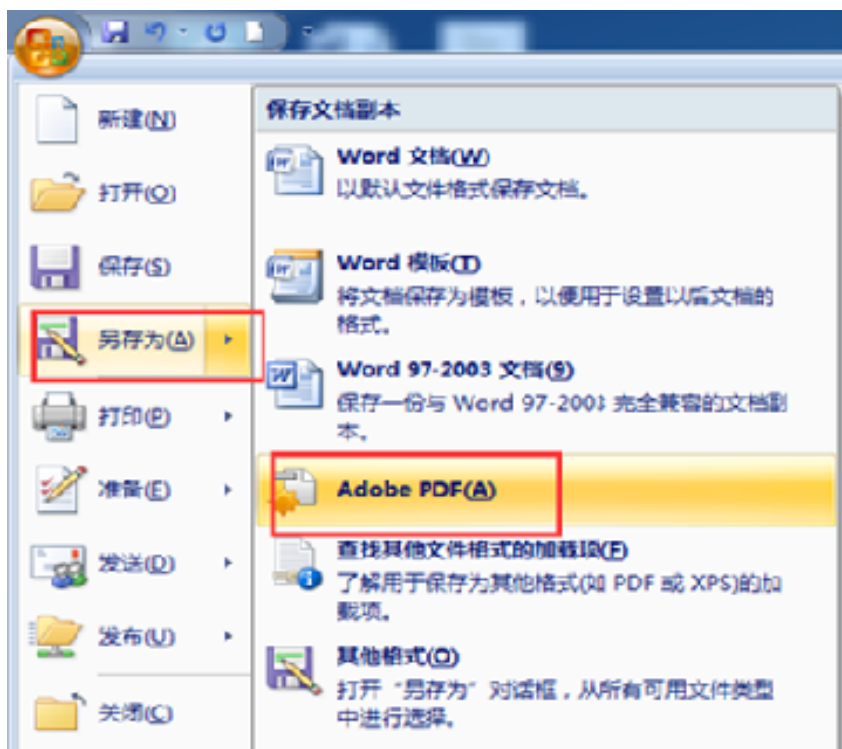 新建(N)
打开(O)
保存(S)
另存为(A)
打印(P)
准备(E)
发送(D)
发布(U)
关闭(C)
保存文档副本
Word 文档(W)
以默认文件格式保存文档。
Word 模板(T)
将文档保存为模板，以便用于设置以后文档的
格式。
Word 97-2003 文档(9)
保存一份与 Word 97-2003 完全兼容的文档副
本。
Adobe PDF(A)
查找其他文件格式的加载项(F)
了解用于保存为其他格式(如 PDF 或 XPS)的加
载项。
其他格式(O)
打开“另存为”对话框，从所有可用文件类型
中进行选择。